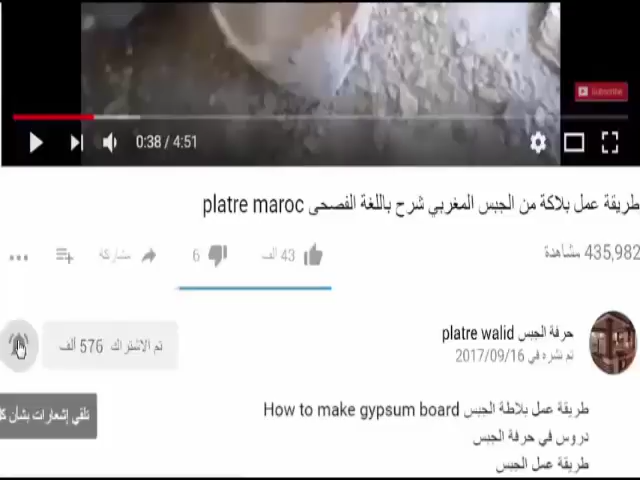 Subscribe
0:38 / 4:51
طريقة عمل بلاكة من الجبس المغربي شرح باللغة الفصحى platre maroc
435,982 مشاهدة
43 ألف
6
مشاركة
حرفة الجبس platre walid
تم نشره في 2017/09/16
تم الاشتراك 576 ألف
تلقي إشعارات بشأن
طريقة عمل بلاطة الجبس How to make gypsum board
دروس في حرفة الجبس
طريقة عمل الجبس